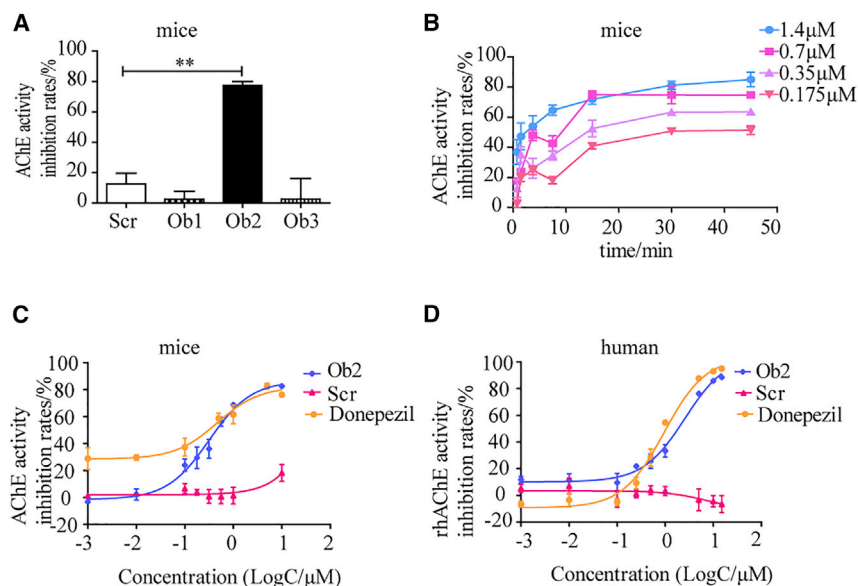 A
mice
AChE activity
inhibition rates/%
100
80
60
40
20
0
**
Scr
Ob1
Ob2
Ob3
B
mice
AChE activity
inhibition rates/%
100
80
60
40
20
0
0
10
20
30
40
50
time/min
1.4μM
0.7μM
0.35μM
0.175μM
C
mice
AChE activity
inhibition rates/%
100
80
60
40
20
0
-20
-3
-2
-1
0
1
2
Concentration (LogC/μM)
Ob2
Scr
Donepezil
D
human
rhAChE activity
inhibition rates/%
100
80
60
40
20
0
-20
-3
-2
-1
0
1
2
Concentration (LogC/μM)
Ob2
Scr
Donepezil